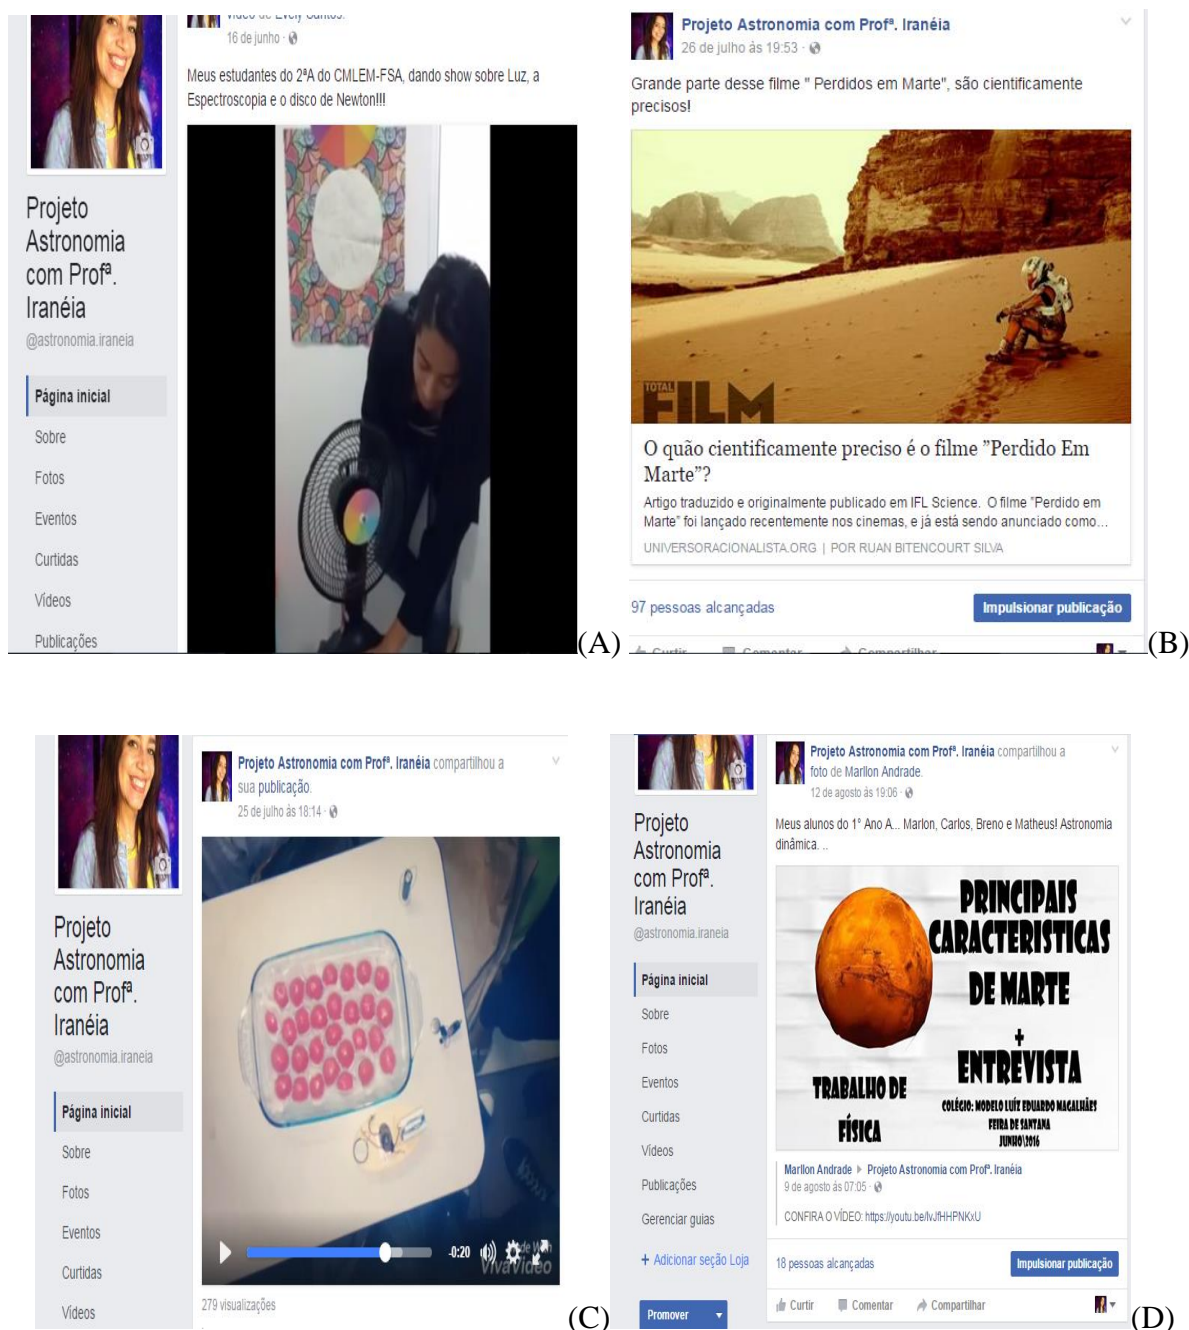 vídeo de Evely Santos.
16 de junho
Meus estudantes do 2ªA do CMLEM-FSA, dando show sobre Luz, a
Espectroscopia e o disco de Newton!!!
Projeto
Astronomia
com Profª.
Iranéia
@astronomia.iraneia
Página inicial
Sobre
Fotos
Eventos
Curtidas
Vídeos
Publicações
(A)
Projeto Astronomia com Profª. Iranéia
26 de julho às 19:53
Grande parte desse filme " Perdidos em Marte", são cientificamente
precisos!
TOTAL
FILM
O quão cientificamente preciso é o filme ”Perdido Em
Marte”?
Artigo traduzido e originalmente publicado em IFL Science. O filme ”Perdido em
Marte” foi lançado recentemente nos cinemas, e já está sendo anunciado como...
UNIVERSORACIONALISTA.ORG | POR RUAN BITENCOURT SILVA
97 pessoas alcançadas
Impulsionar publicação
Curtir Comentar Compartilhar
(B)
Projeto Astronomia com Profª. Iranéia compartilhou a
sua publicação.
25 de julho às 18:14
Projeto
Astronomia
com Profª.
Iranéia
@astronomia.iraneia
Página inicial
Sobre
Fotos
Eventos
Curtidas
Vídeos
-0:20
VivaVideo
279 visualizações
(C)
Projeto Astronomia com Profª. Iranéia compartilhou a
foto de Marllon Andrade.
12 de agosto às 19:06
Meus alunos do 1° Ano A... Marlon, Carlos, Breno e Matheus! Astronomia
dinâmica. ..
Projeto
Astronomia
com Profª.
Iranéia
@astronomia.iraneia
Página inicial
Sobre
Fotos
Eventos
Curtidas
Vídeos
Publicações
Gerenciar guias
+ Adicionar seção Loja
Promover
PRINCIPAIS
CARACTERISTICAS
DE MARTE
+
ENTREVISTA
TRABALHO DE
FÍSICA
COLÉGIO: MODELO LUÍZ EDUARDO MAGALHÃES
FEIRA DE SANTANA
JUNHO\2016
Marllon Andrade Projeto Astronomia com Profª. Iranéia
9 de agosto às 07:05
CONFIRA O VÍDEO:
18 pessoas alcançadas
Impulsionar publicação
Curtir Comentar Compartilhar
(D)